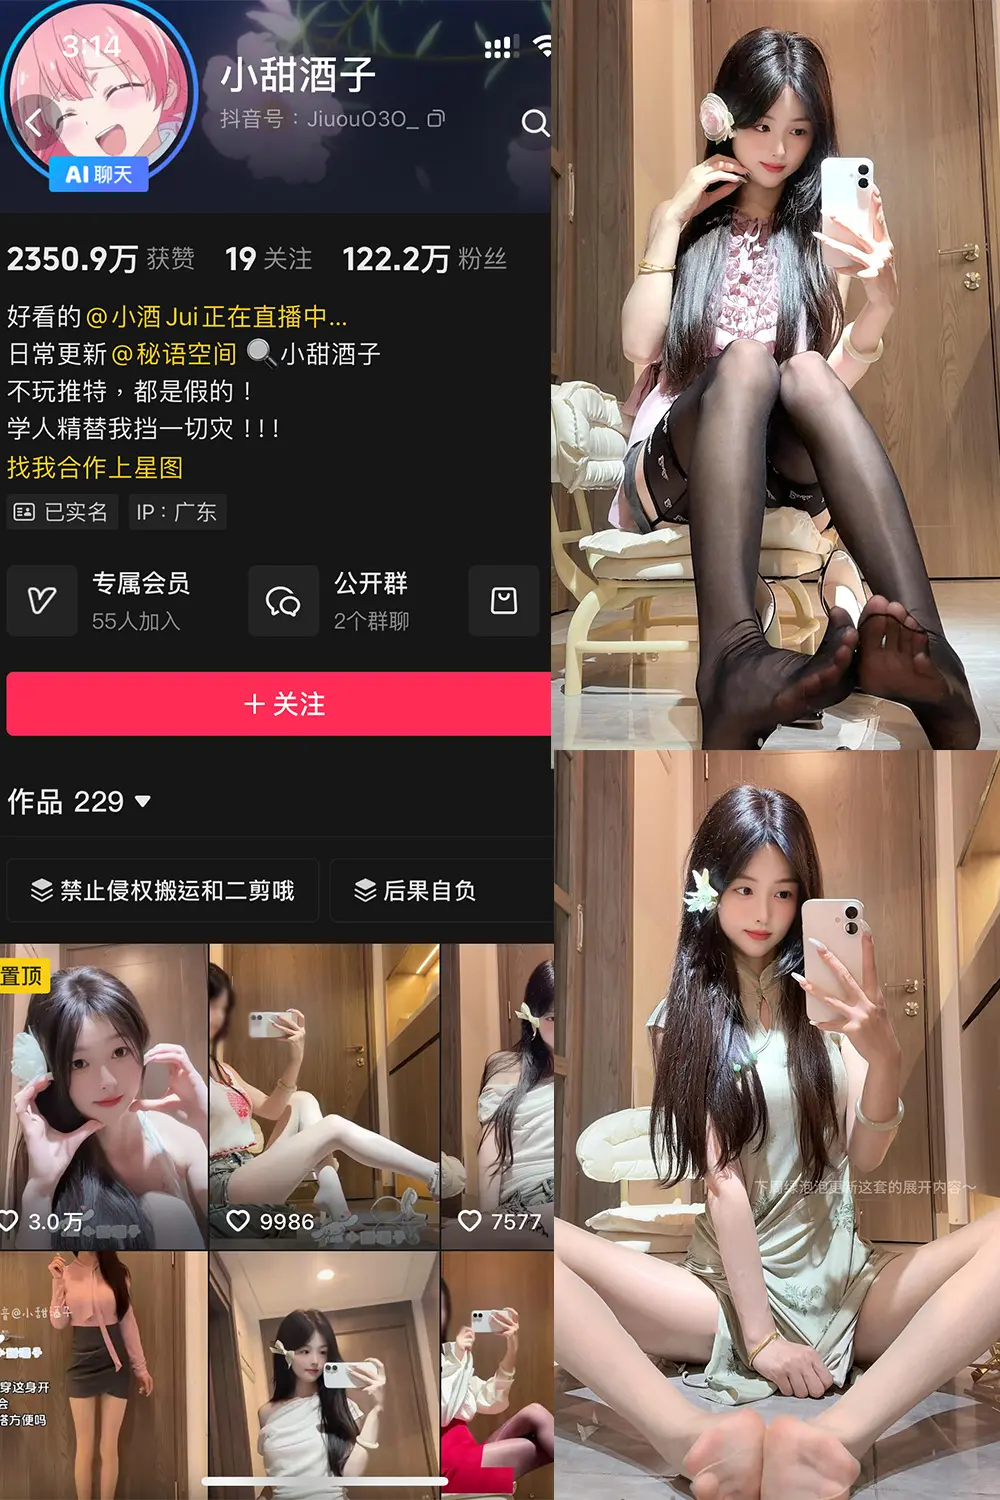 3:14
小甜酒子
抖音号：Jiuou030_
AI 聊天
2350.9万 获赞 19 关注 122.2万 粉丝
好看的@小酒Jui正在直播中...
日常更新@秘语空间 🔍小甜酒子
不玩推特，都是假的！
学人精替我挡一切灾！！！
找我合作上星图
已实名 IP：广东
专属会员
55人加入
公开群
2个群聊
+ 关注
作品 229
禁止侵权搬运和二剪哦
后果自负
置顶
3.0万
9986
7577
音@小甜酒子
穿这身开
会
搭方便吗
下周绿泡泡更新这套的展开内容～